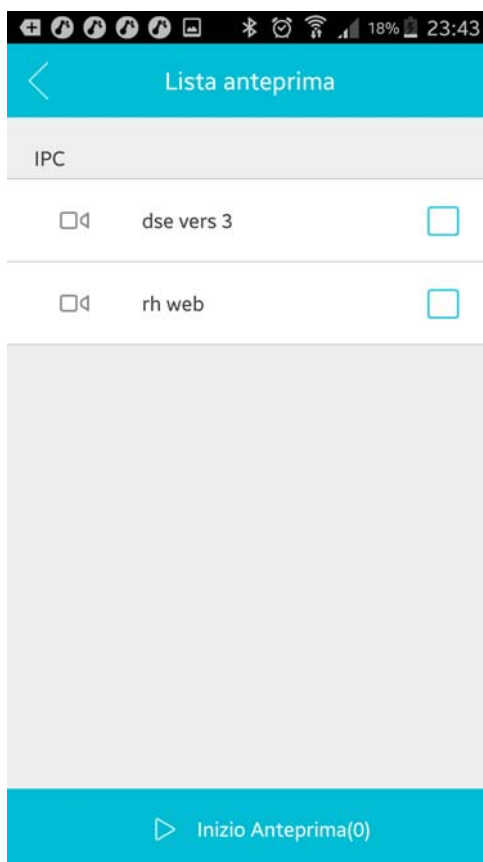 18% 23:43
Lista anteprima
IPC
dse vers 3
rh web
Inizio Anteprima(0)